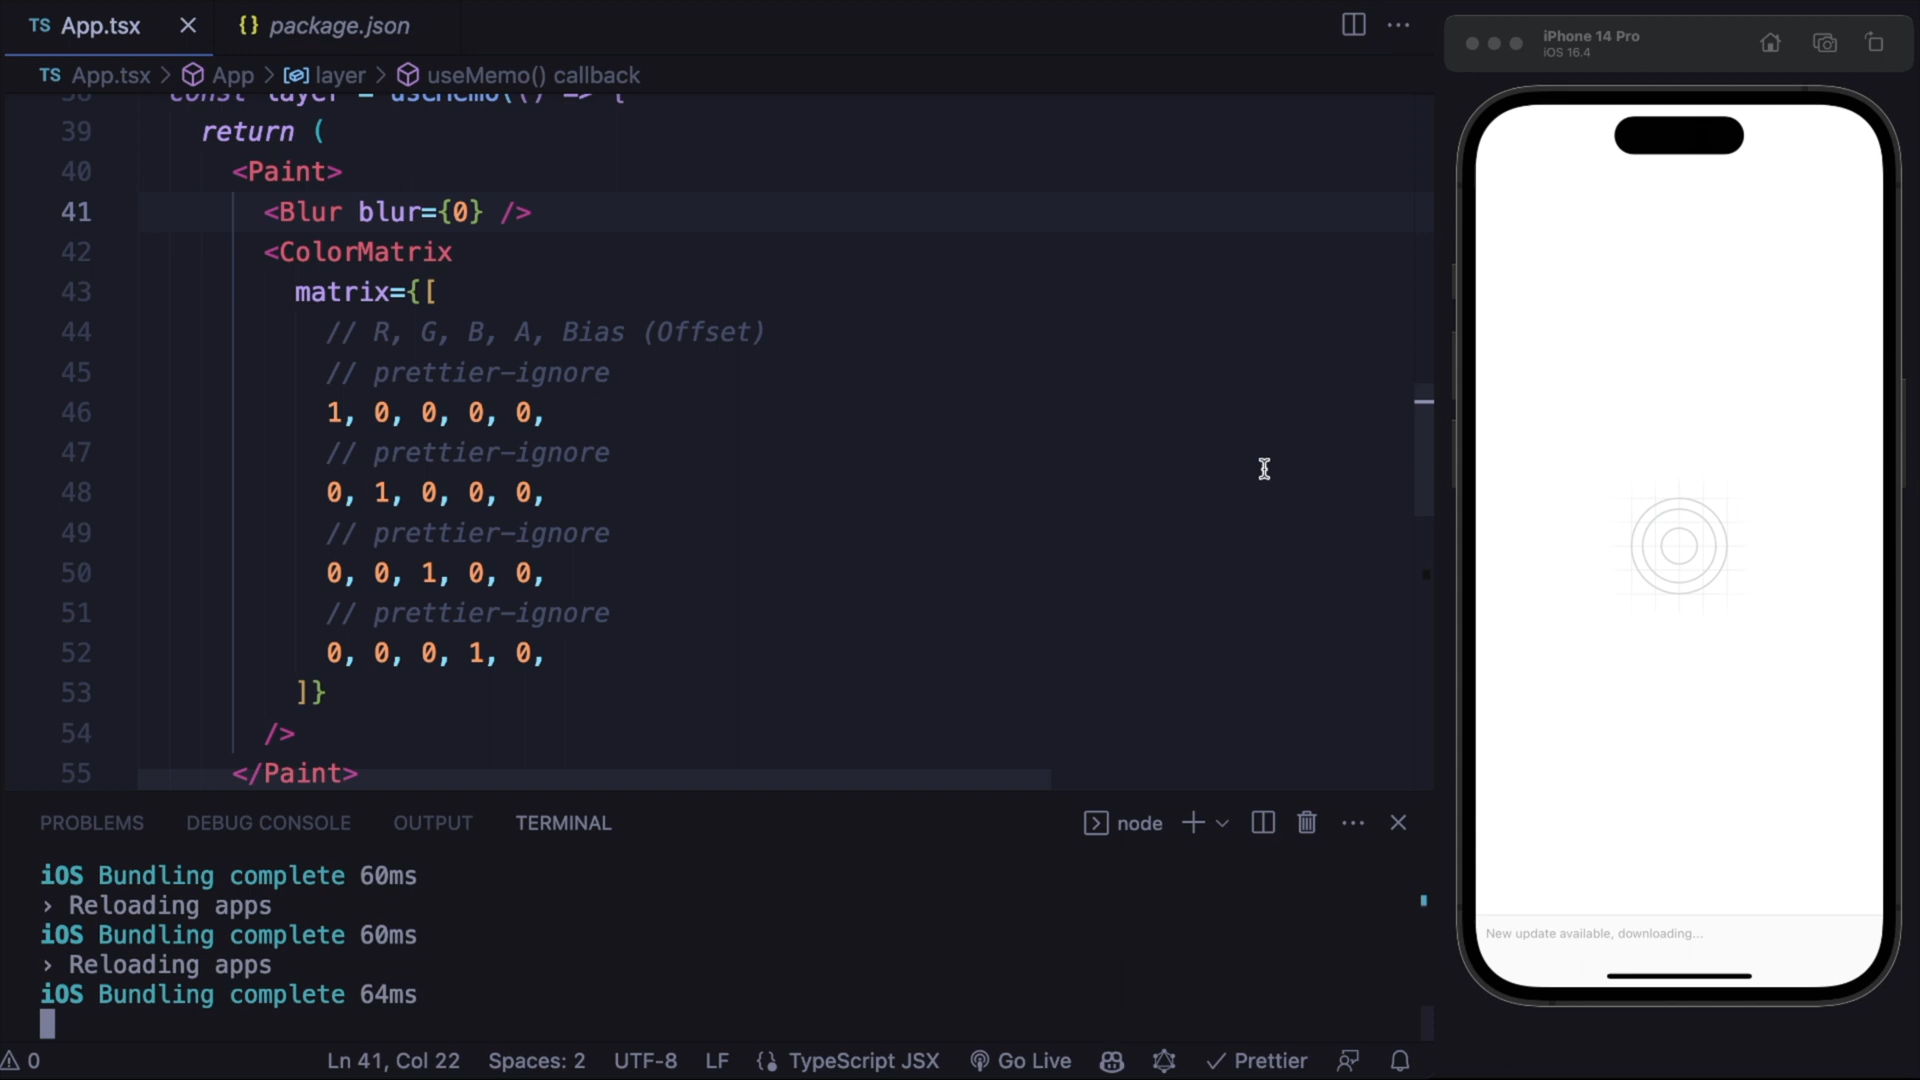 TS App.tsx
{} package.json
TS App.tsx > App > layer > useMemo() callback
38 const layer = useMemo(() => {
39 return (
40 <Paint>
41 <Blur blur={0} />
42 <ColorMatrix
43 matrix={[
44 // R, G, B, A, Bias (Offset)
45 // prettier-ignore
46 1, 0, 0, 0, 0,
47 // prettier-ignore
48 0, 1, 0, 0, 0,
49 // prettier-ignore
50 0, 0, 1, 0, 0,
51 // prettier-ignore
52 0, 0, 0, 1, 0,
53 ]}
54 />
55 </Paint>
PROBLEMS DEBUG CONSOLE OUTPUT TERMINAL node
iOS Bundling complete 60ms
› Reloading apps
iOS Bundling complete 60ms
› Reloading apps
iOS Bundling complete 64ms
0 Ln 41, Col 22 Spaces: 2 UTF-8 LF {} TypeScript JSX Go Live Prettier
iPhone 14 Pro
iOS 16.4
New update available, downloading...